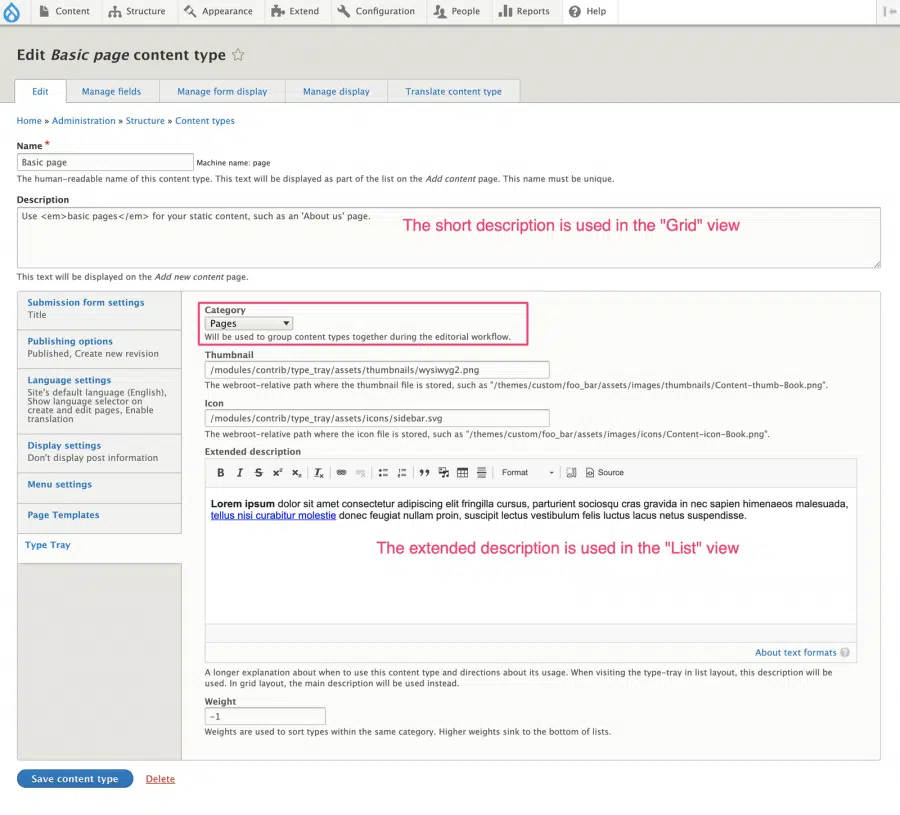 Content Structure Appearance Extend Configuration People Reports Help
Edit Basic page content type
Edit Manage fields Manage form display Manage display Translate content type
Home » Administration » Structure » Content types
Name *
Basic page Machine name: page
The human-readable name of this content type. This text will be displayed as part of the list on the Add content page. This name must be unique.
Description
Use <em>basic pages</em> for your static content, such as an 'About us' page.
The short description is used in the "Grid" view
This text will be displayed on the Add new content page.
Submission form settings
Title
Publishing options
Published, Create new revision
Language settings
Site's default language (English),
Show language selector on
create and edit pages, Enable
translation
Display settings
Don't display post information
Menu settings
Page Templates
Type Tray
Category
Pages
Will be used to group content types together during the editorial workflow.
Thumbnail
/modules/contrib/type_tray/assets/thumbnails/wysiwyg2.png
The webroot-relative path where the thumbnail file is stored, such as "/themes/custom/foo_bar/assets/images/thumbnails/Content-thumb-Book.png".
Icon
/modules/contrib/type_tray/assets/icons/sidebar.svg
The webroot-relative path where the icon file is stored, such as "/themes/custom/foo_bar/assets/images/icons/Content-icon-Book.png".
Extended description
B I S x² x₂ Tx Format Source
Lorem ipsum dolor sit amet consectetur adipiscing elit fringilla cursus, parturient sociosqu cras gravida in nec sapien himenaeos malesuada,
tellus nisi curabitur molestie donec feugiat nullam proin, suscipit lectus vestibulum felis luctus lacus netus suspendisse.
The extended description is used in the "List" view
About text formats ?
A longer explanation about when to use this content type and directions about its usage. When visiting the type-tray in list layout, this description will be
used. In grid layout, the main description will be used instead.
Weight
-1
Weights are used to sort types within the same category. Higher weights sink to the bottom of lists.
Save content type Delete